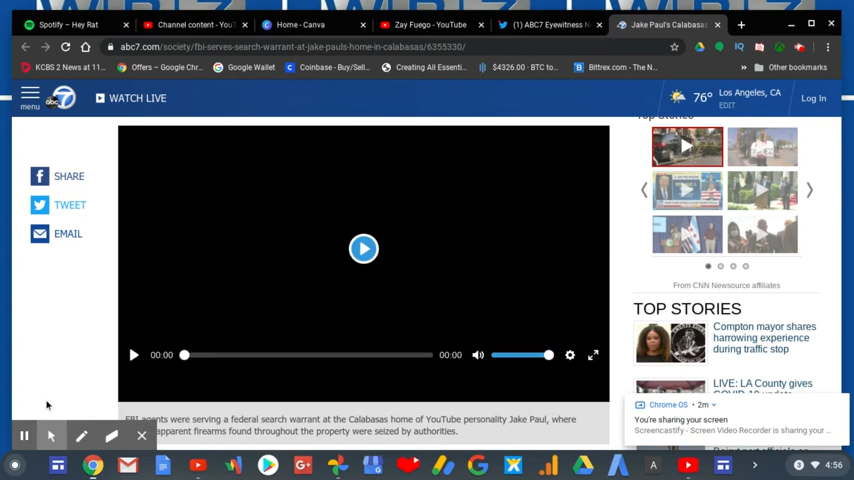 Spotify – Hey Rat
Channel content - YouT
Home - Canva
Zay Fuego - YouTube
(1) ABC7 Eyewitness N
Jake Paul's Calabasas
abc7.com/society/fbi-serves-search-warrant-at-jake-pauls-home-in-calabasas/6355330/
KCBS 2 News at 11...
Offers – Google Chr...
Google Wallet
Coinbase - Buy/Sell...
Creating All Essenti...
$4326.00 - BTC to...
Bittrex.com - The N...
Other bookmarks
menu
abc 7
WATCH LIVE
76°
Los Angeles, CA
EDIT
Log In
Top Stories
SHARE
TWEET
EMAIL
00:00
00:00
From CNN Newsource affiliates
TOP STORIES
Compton mayor shares
harrowing experience
during traffic stop
LIVE: LA County gives
FBI agents were serving a federal search warrant at the Calabasas home of YouTube personality Jake Paul, where
apparent firearms found throughout the property were seized by authorities.
Chrome OS • 2m
You're sharing your screen
Screencastify - Screen Video Recorder is sharing your ...
3
4:56